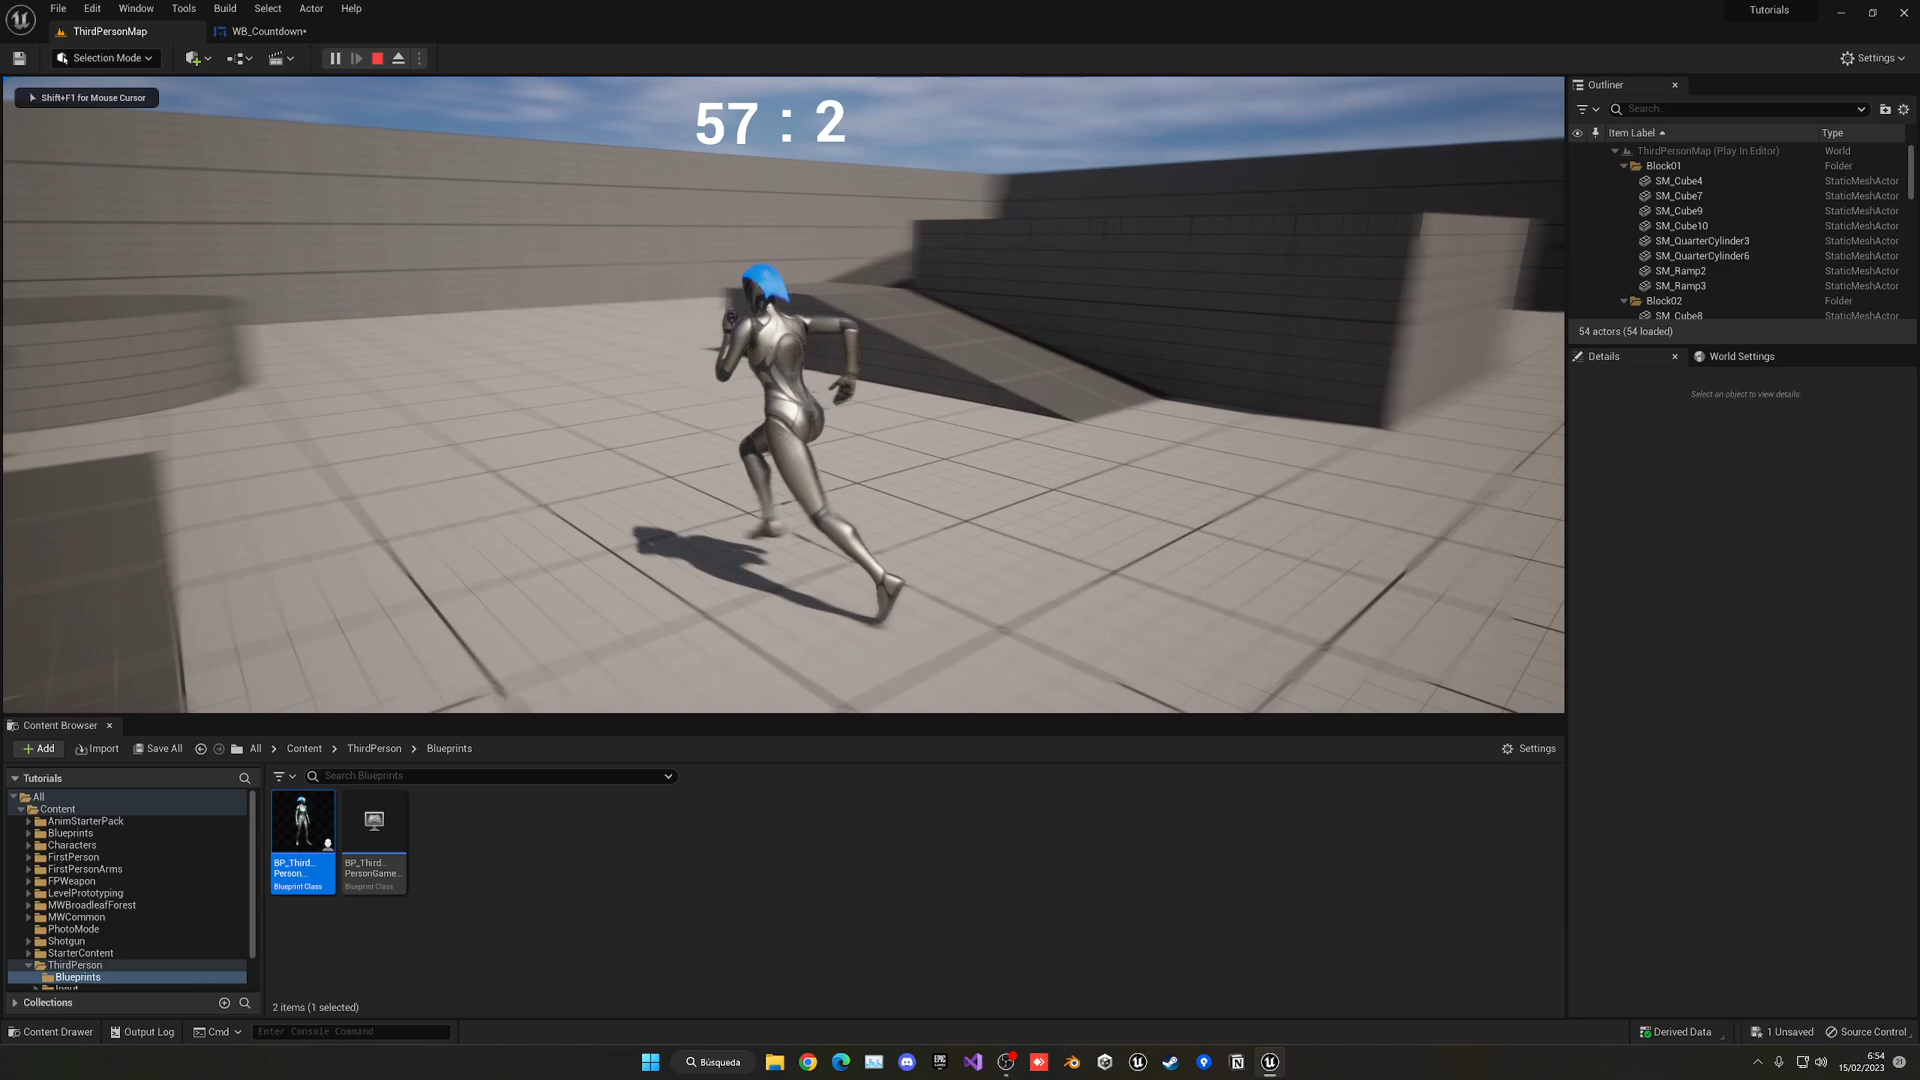 File Edit Window Tools Build Select Actor Help
Tutorials
ThirdPersonMap
WB_Countdown*
Selection Mode
Settings
Shift+F1 for Mouse Cursor
57 : 2
Outliner
Search...
Item Label
Type
ThirdPersonMap (Play In Editor) World
Block01 Folder
SM_Cube4 StaticMeshActor
SM_Cube7 StaticMeshActor
SM_Cube9 StaticMeshActor
SM_Cube10 StaticMeshActor
SM_QuarterCylinder3 StaticMeshActor
SM_QuarterCylinder6 StaticMeshActor
SM_Ramp2 StaticMeshActor
SM_Ramp3 StaticMeshActor
Block02 Folder
SM_Cube8 StaticMeshActor
54 actors (54 loaded)
Details
World Settings
Select an object to view details.
Content Browser
Add Import Save All All Content ThirdPerson Blueprints
Settings
Tutorials
Search Blueprints
All
Content
AnimStarterPack
Blueprints
Characters
FirstPerson
FirstPersonArms
FPWeapon
LevelPrototyping
MWBroadleafForest
MWCommon
PhotoMode
Shotgun
StarterContent
ThirdPerson
Blueprints
Input
Collections
BP_Third...
Person...
Blueprint Class
BP_Third...
PersonGame...
Blueprint Class
2 items (1 selected)
Content Drawer Output Log Cmd Enter Console Command
Derived Data 1 Unsaved Source Control
Búsqueda
EPIC
GAMES
6:54
15/02/2023
21